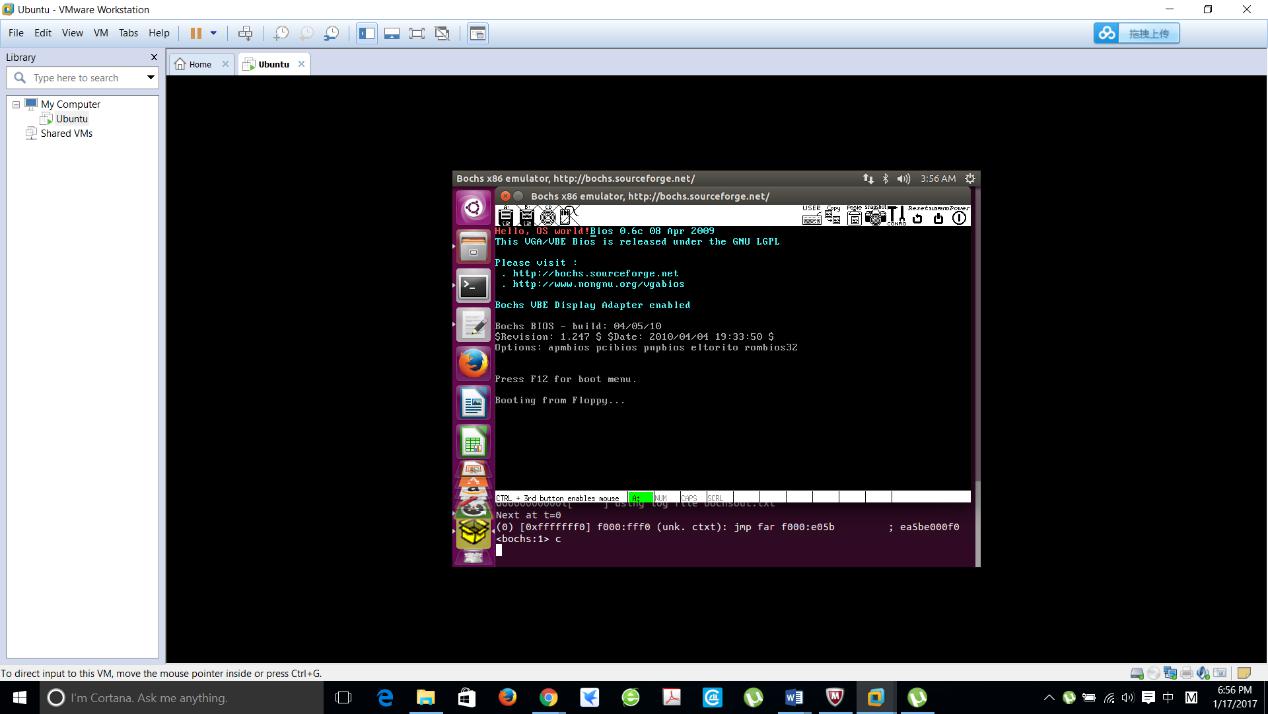 Ubuntu - VMware Workstation
File Edit View VM Tabs Help
拖拽上传
Library
Type here to search
My Computer
Ubuntu
Shared VMs
Home
Ubuntu
Bochs x86 emulator, http://bochs.sourceforge.net/
3:56 AM
Bochs x86 emulator, http://bochs.sourceforge.net/
USER Copy Paste Snapshot Reset Power
CONFIG
Hello, OS world!Bios 0.6c 08 Apr 2009
This VGA/VBE Bios is released under the GNU LGPL
Please visit :
. http://bochs.sourceforge.net
. http://www.nongnu.org/vgabios
Bochs VBE Display Adapter enabled
Bochs BIOS - build: 04/05/10
$Revision: 1.247 $ $Date: 2010/04/04 19:33:50 $
Options: apmbios pcibios pnpbios eltorito rombios32
Press F12 for boot menu.
Booting from Floppy...
CTRL + 3rd button enables mouse A: NUM CAPS SCRL
using log file bochsout.txt
Next at t=0
(0) [0xfffffff0] f000:fff0 (unk. ctxt): jmp far f000:e05b ; ea5be000f0
<bochs:1> c
To direct input to this VM, move the mouse pointer inside or press Ctrl+G.
I'm Cortana. Ask me anything.
中 M
6:56 PM
1/17/2017